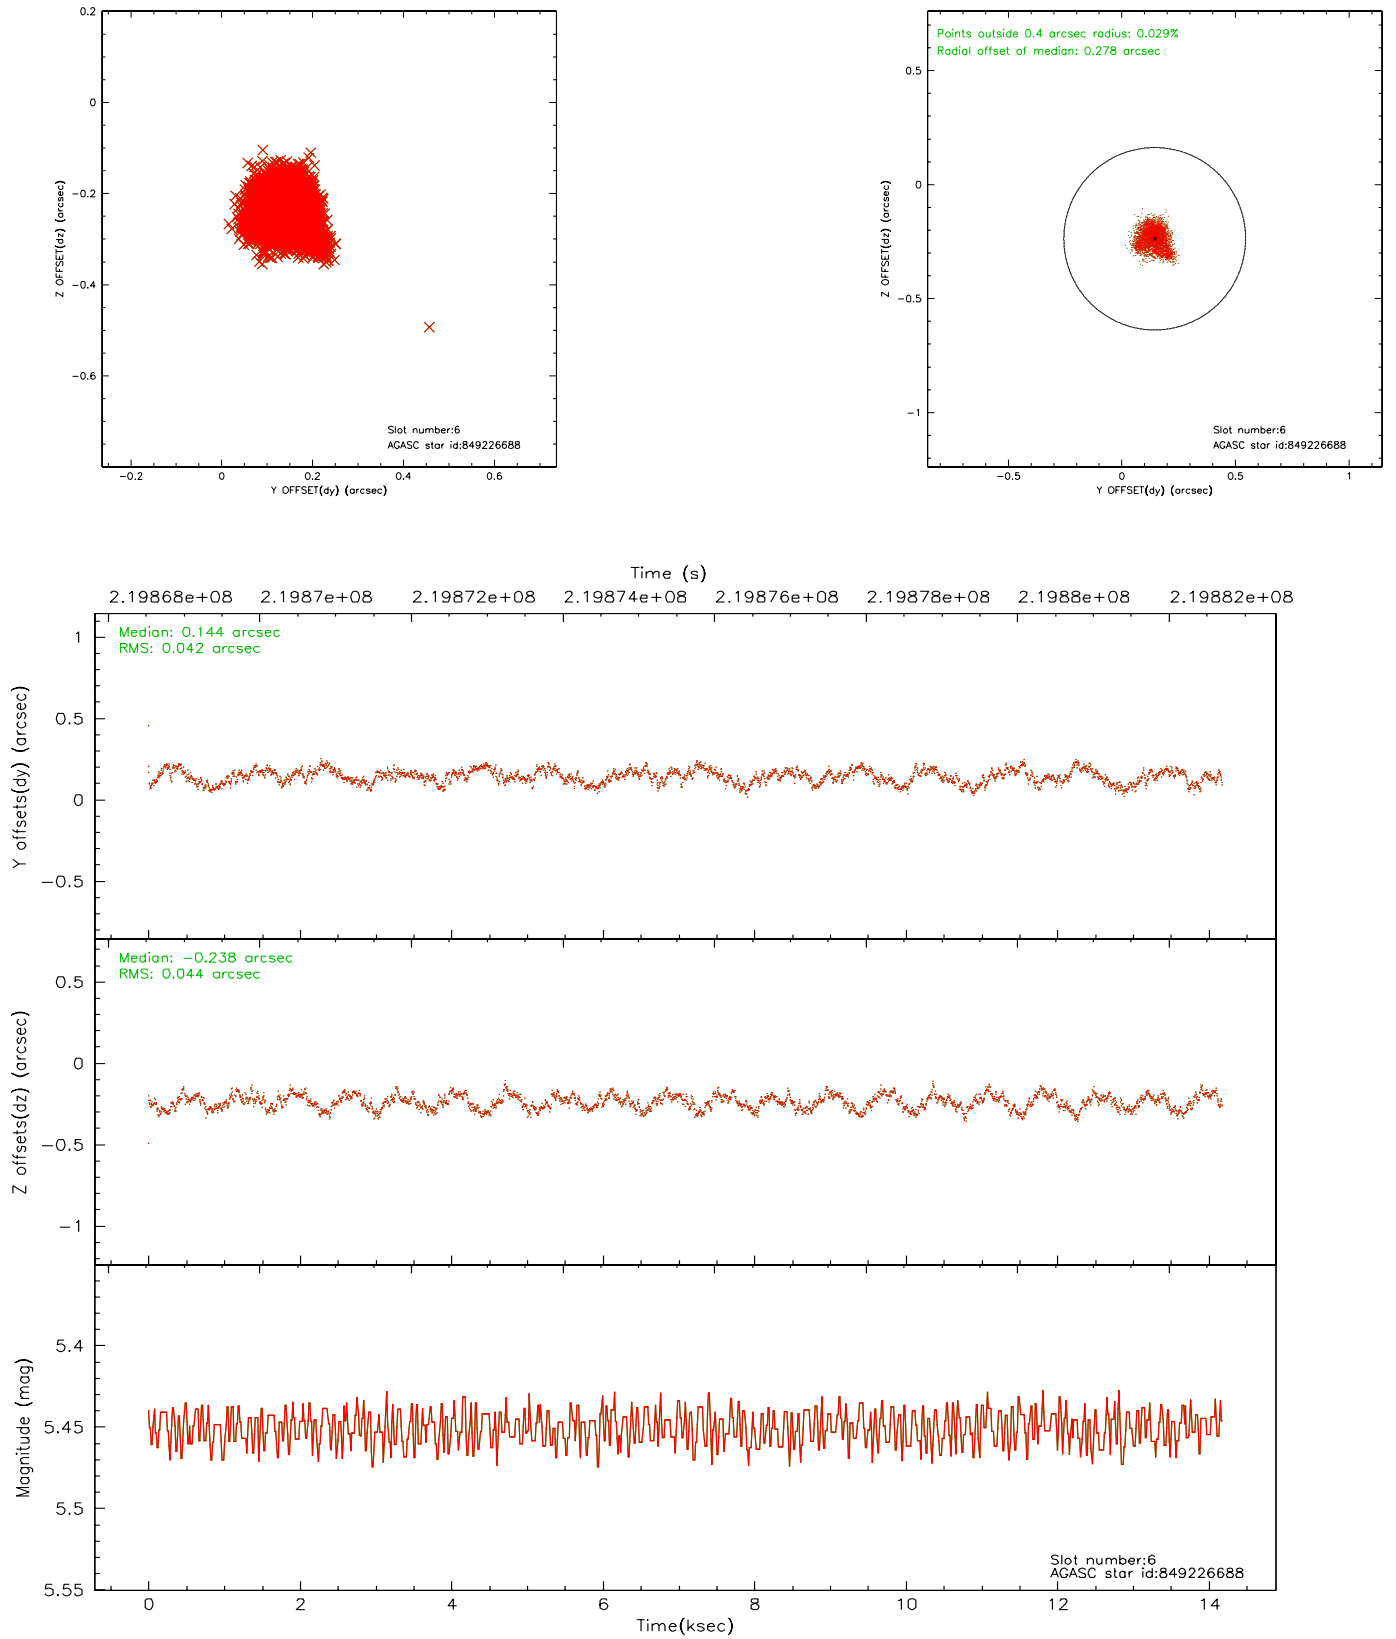 0.2
0
−0.2
−0.4
−0.6
Z OFFSET(dz) (arcsec)
Slot number:6
AGASC star id:849226688
−0.2
0
0.2
0.4
0.6
Y OFFSET(dy) (arcsec)
Points outside 0.4 arcsec radius: 0.029%
Radial offset of median: 0.278 arcsec
0.5
0
−0.5
−1
Z OFFSET(dz) (arcsec)
Slot number:6
AGASC star id:849226688
−0.5
0
0.5
1
Y OFFSET(dy) (arcsec)
Time (s)
2.19868e+08 2.1987e+08 2.19872e+08 2.19874e+08 2.19876e+08 2.19878e+08 2.1988e+08 2.19882e+08
Median: 0.144 arcsec
RMS: 0.042 arcsec
1
0.5
0
−0.5
Y offsets(dy) (arcsec)
Median: −0.238 arcsec
RMS: 0.044 arcsec
0.5
0
−0.5
−1
Z offsets(dz) (arcsec)
5.4
5.45
5.5
5.55
Magnitude (mag)
Slot number:6
AGASC star id:849226688
0 2 4 6 8 10 12 14
Time(ksec)